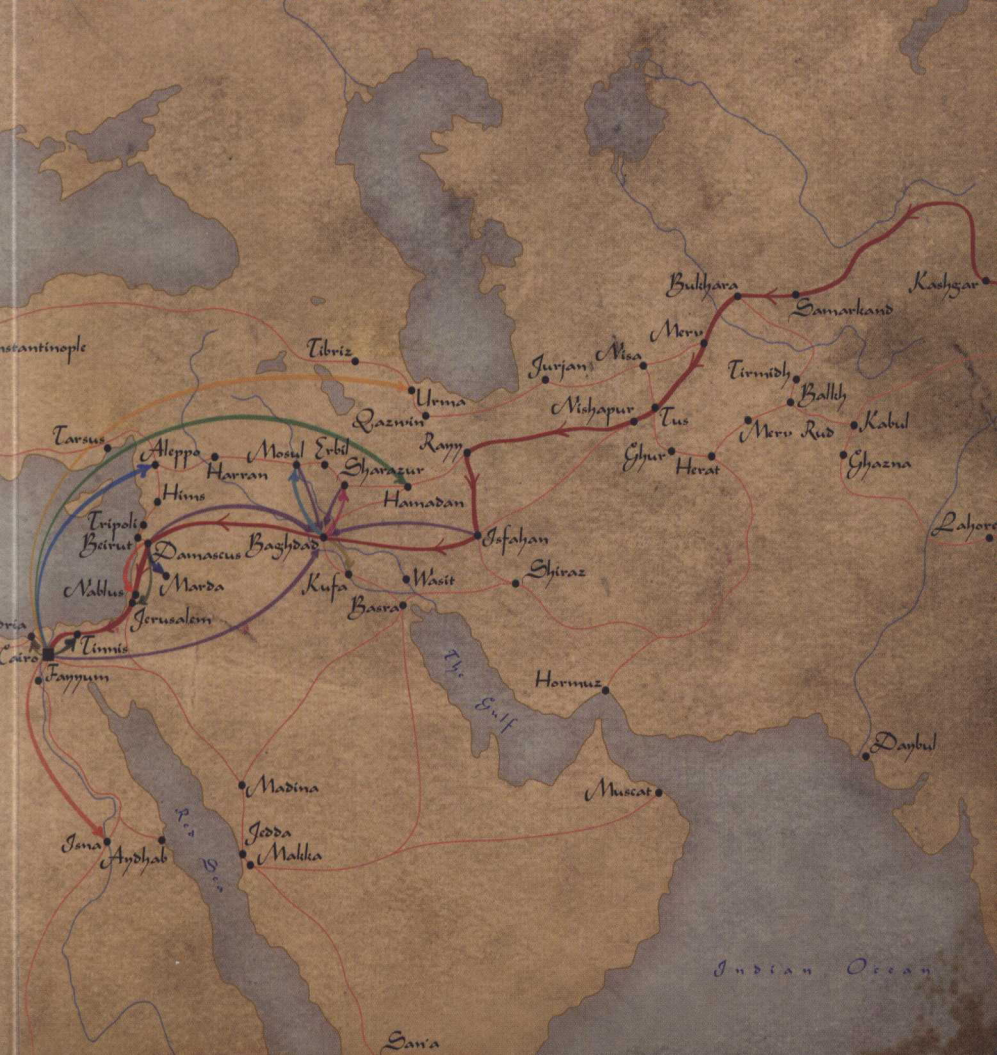 Bukhara
Kashgar
Samarkand
Merv
nstantinople
Tibriz
Nisa
Jurjan
Tirmidh
Balkh
Urma
Nishapur
Tus
Qazwin
Merv Rud
Kabul
Tarsus
Rayy
Aleppo
Mosul
Erbil
Ghur
Herat
Ghazna
Harran
Sharazur
Hims
Hamadan
Tripoli
Lahore
Beirut
Baghdad
Isfahan
Damascus
Shiraz
Marda
Kufa
Wasit
Nablus
Basra
Jerusalem
dria
Tinnis
Cairo
The Gulf
Fayyum
Hormuz
Daybul
Madina
Muscat
Red Sea
Jedda
Isna
Makka
Aydhab
Indian Ocean
San'a